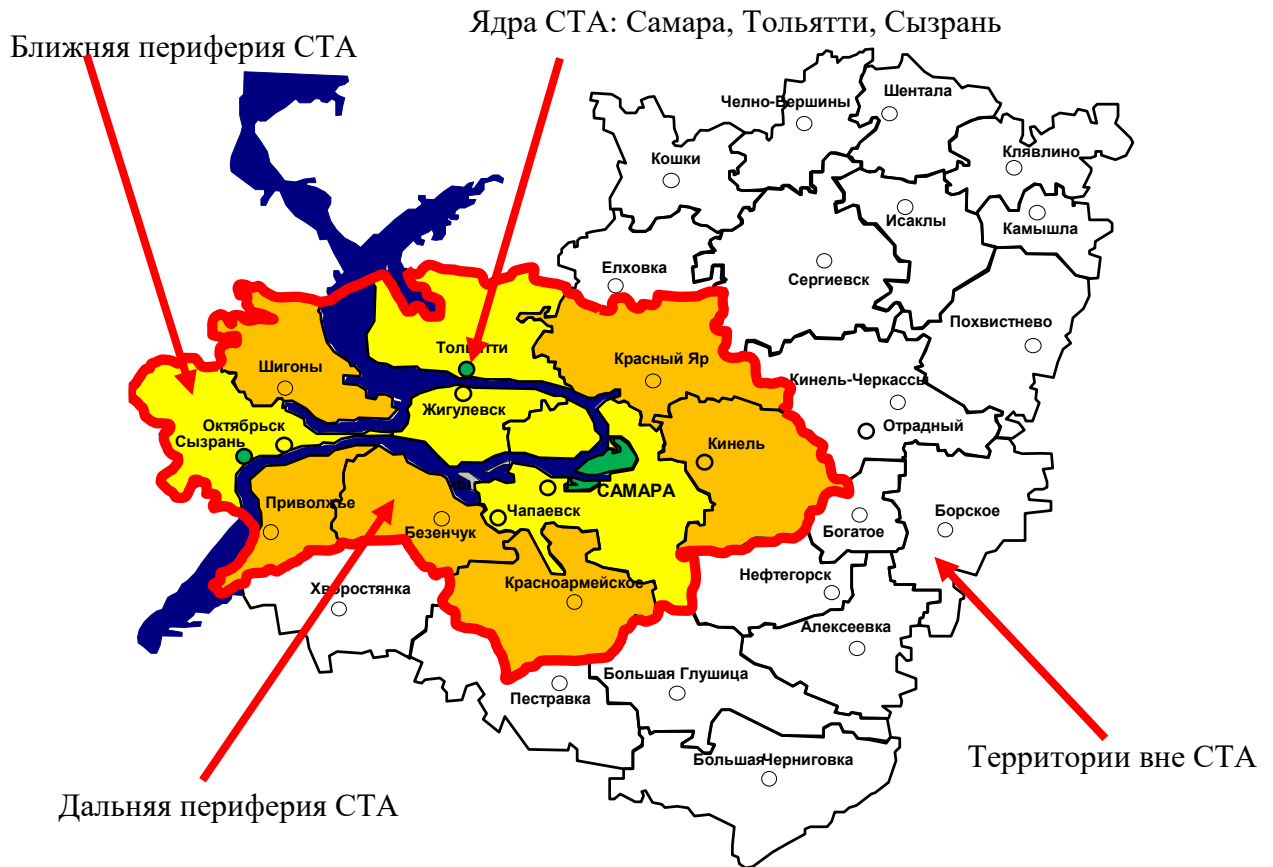 Ядра СТА: Самара, Тольятти, Сызрань
Ближняя периферия СТА
Челно-Вершины
Шентала
Кошки
Клявлино
Исаклы
Камышла
Елховка
Сергиевск
Похвистнево
Тольятти
Красный Яр
Шигоны
Кинель-Черкассы
Жигулевск
Октябрьск
Отрадный
Сызрань
Кинель
САМАРА
Приволжье
Чапаевск
Борское
Безенчук
Богатое
Нефтегорск
Хворостянка
Красноармейское
Алексеевка
Большая Глушица
Пестравка
БольшаяЧерниговка
Территории вне СТА
Дальняя периферия СТА